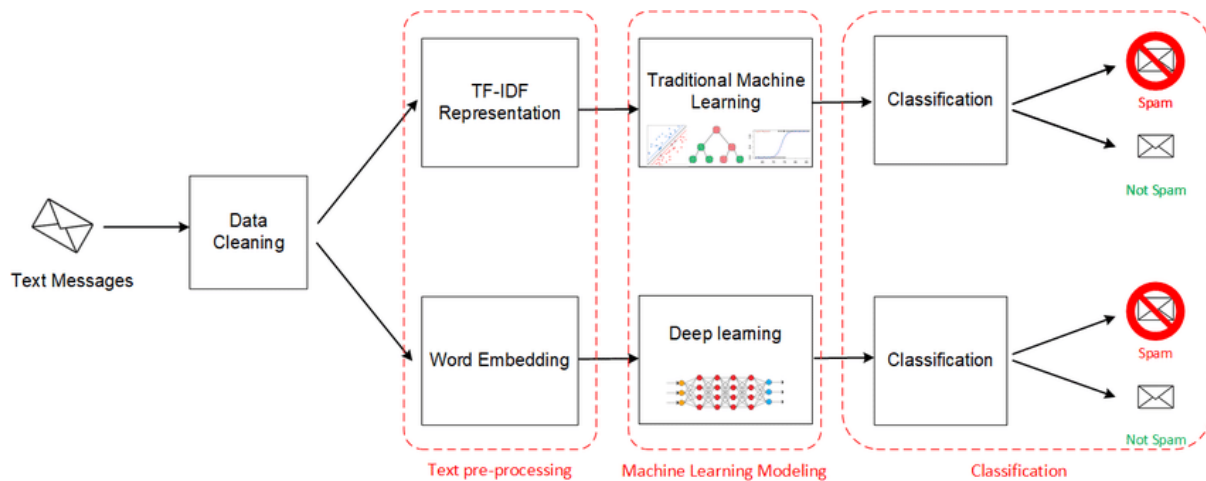 Text Messages
Data
Cleaning
TF-IDF
Representation
Traditional Machine
Learning
Classification
Spam
Not Spam
Word Embedding
Deep learning
Classification
Spam
Not Spam
Text pre-processing
Machine Learning Modeling
Classification